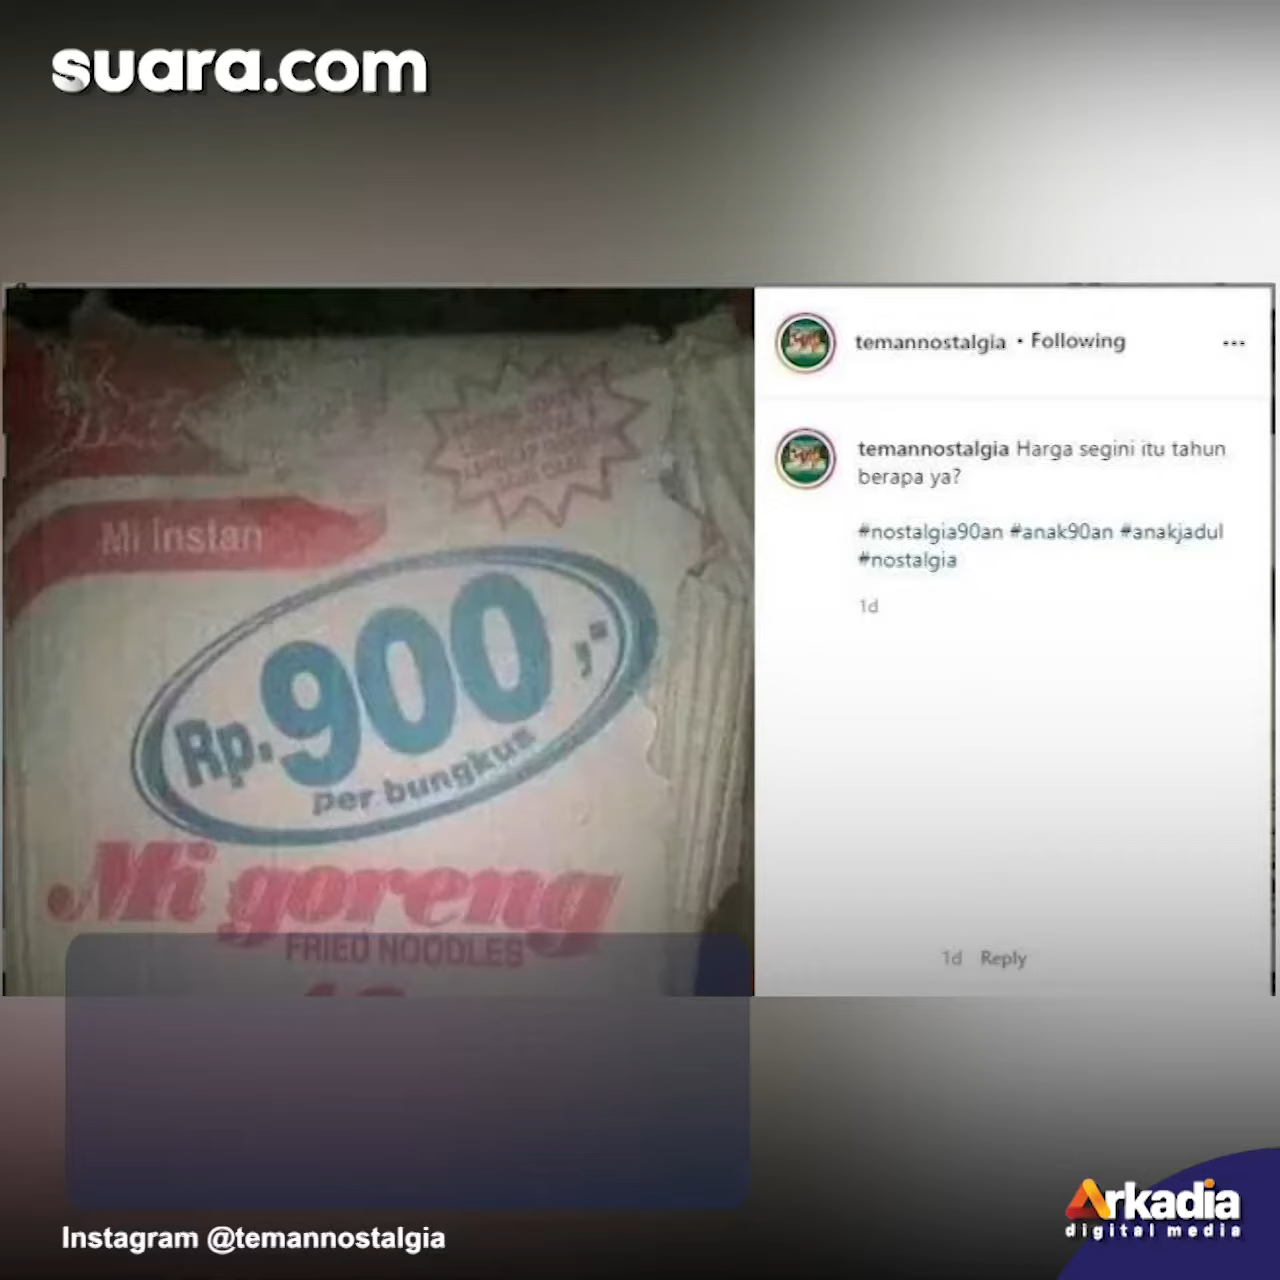 suara.com
Mi Instan
Rp.900,-
per bungkus
Mi goreng
FRIED NOODLES
temannostalgia • Following
temannostalgia Harga segini itu tahun
berapa ya?
#nostalgia90an #anak90an #anakjadul
#nostalgia
1d
1d Reply
Instagram @temannostalgia
Arkadia
digital media